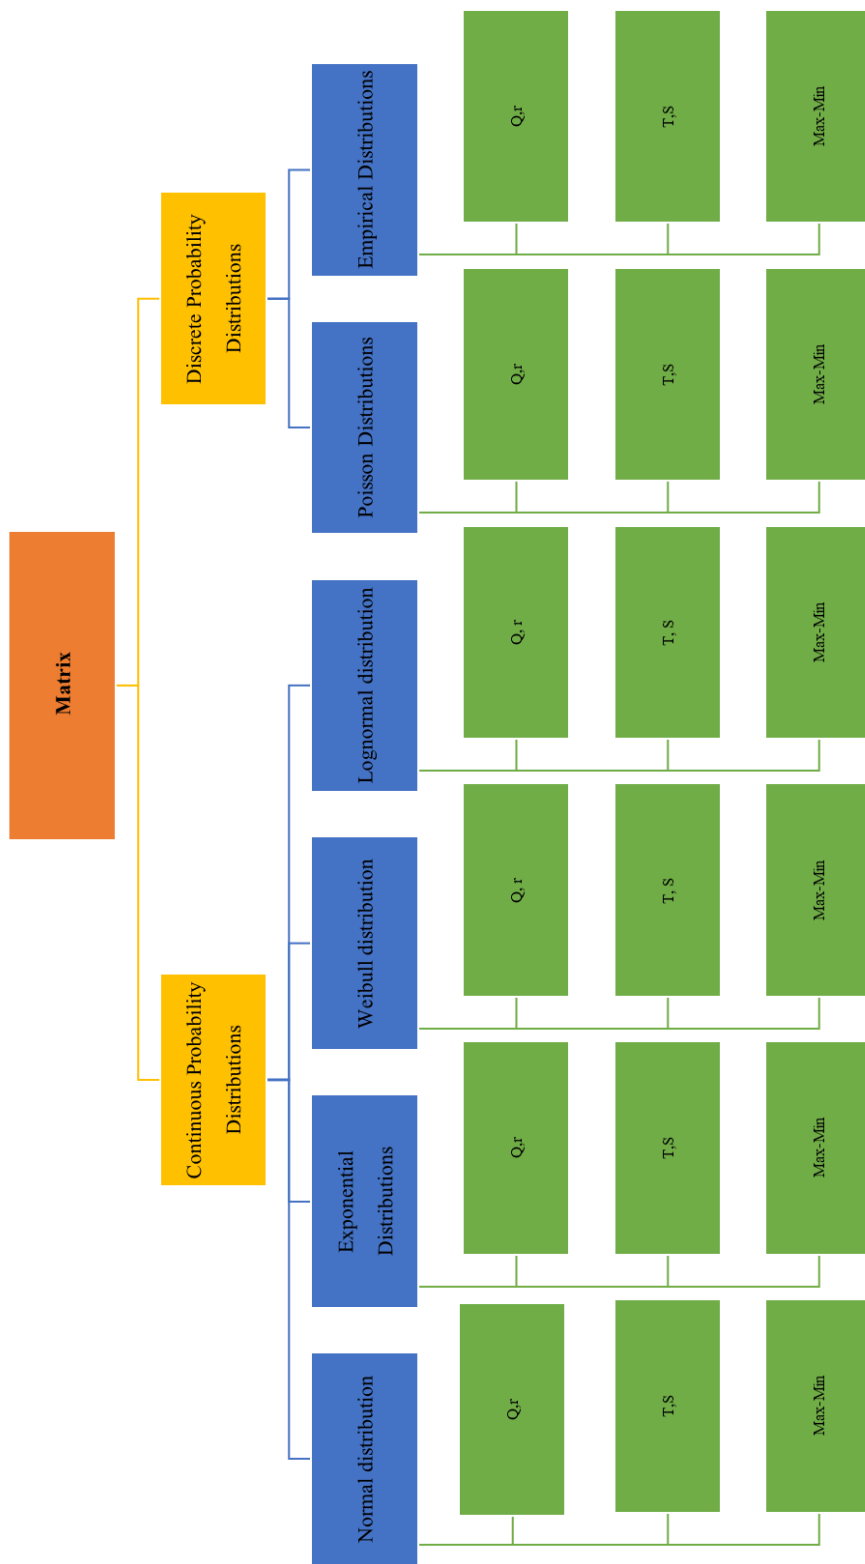 Matrix
Continuous Probability
Distributions
Discrete Probability
Distributions
Normal distribution
Exponential
Distributions
Weibull distribution
Lognormal distribution
Poisson Distributions
Empirical Distributions
Q,r
Q,r
Q, r
Q, r
Q,r
Q,r
T,S
T,S
T, S
T, S
T,S
T,S
Max-Min
Max-Min
Max-Min
Max-Min
Max-Min
Max-Min